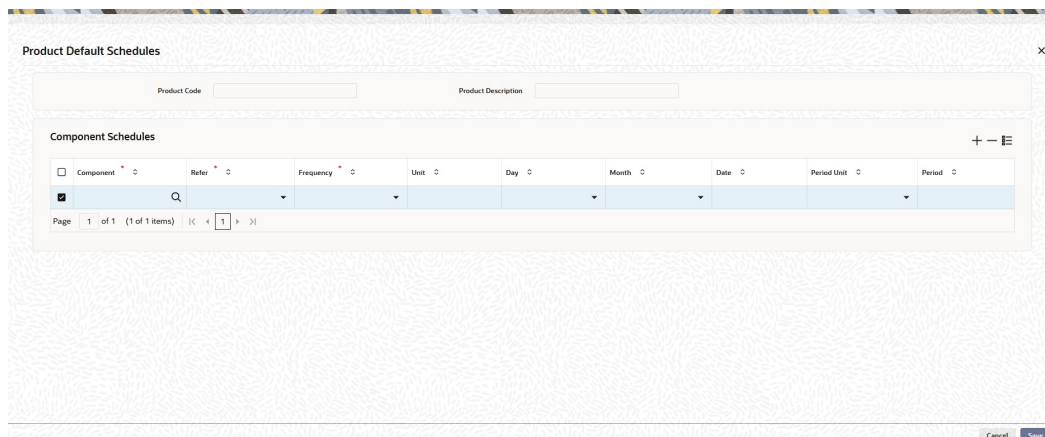 Product Default Schedules
Product Code Product Description
Component Schedules
Component * Refer * Frequency * Unit Day Month Date Period Unit Period
Page 1 of 1 (1 of 1 items) 1
Cancel Save